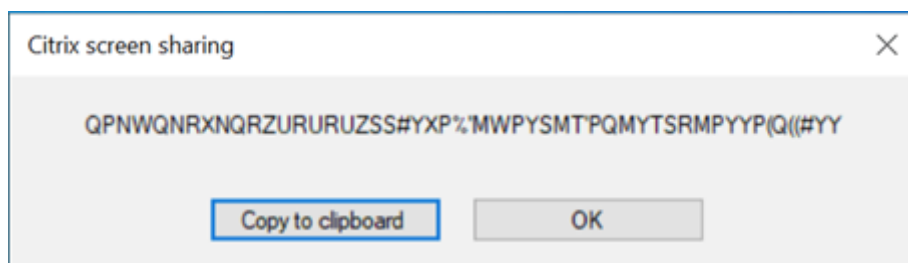 Citrix screen sharing
QPNWQNRXNQRZURURUZSS#YXP%'MWPYSMT'PQMYTSRMPYYP(Q((#YY
Copy to clipboard OK